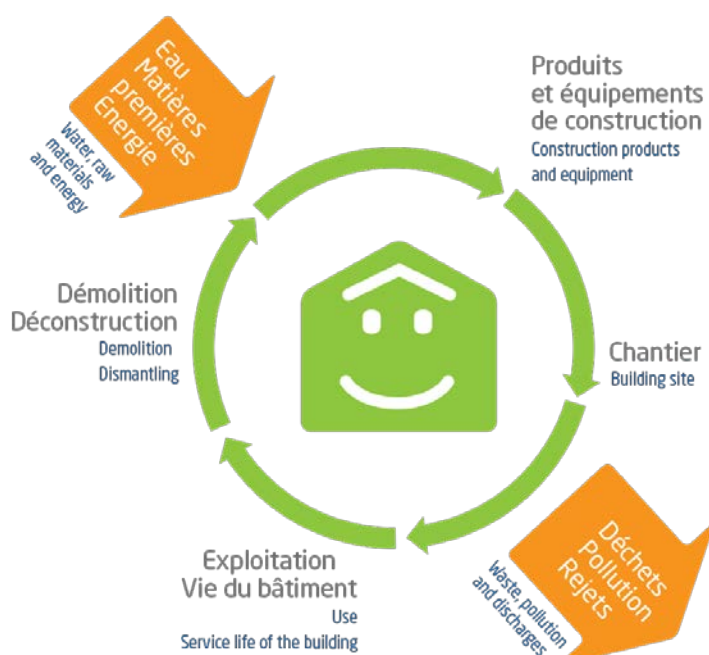 Eau
Matières
premières
Energie
Water, raw
materials
and energy
Produits
et équipements
de construction
Construction products
and equipment
Chantier
Building site
Déchets
Pollution
Rejets
Waste, pollution
and discharges
Exploitation
Vie du bâtiment
Use
Service life of the building
Démolition
Déconstruction
Demolition
Dismantling